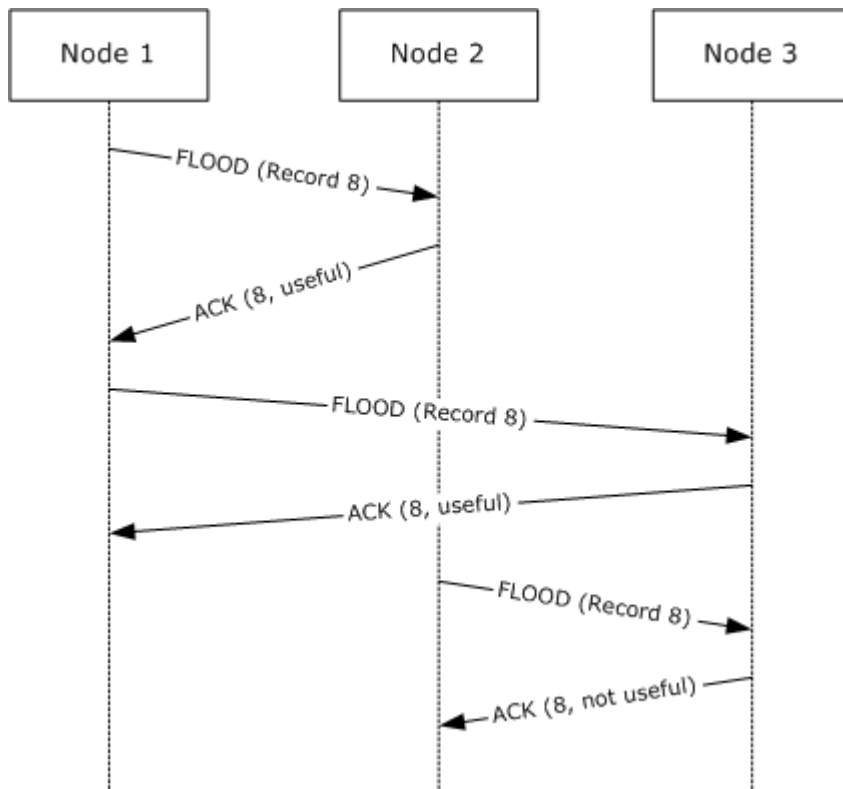 Node 1
Node 2
Node 3
FLOOD (Record 8)
ACK (8, useful)
FLOOD (Record 8)
ACK (8, useful)
FLOOD (Record 8)
ACK (8, not useful)